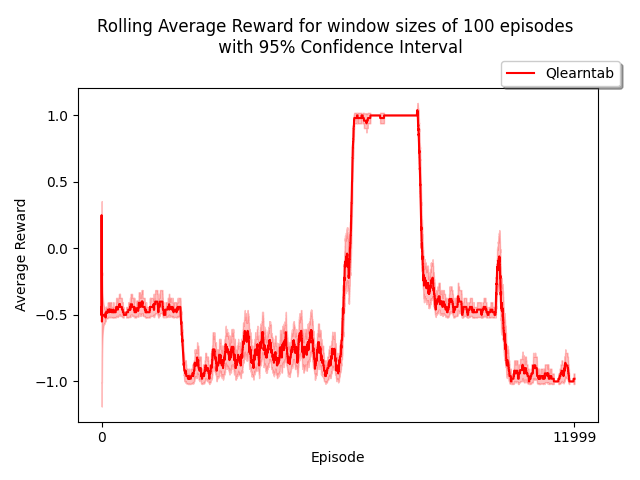 Rolling Average Reward for window sizes of 100 episodes
with 95% Confidence Interval
Qlearntab
1.0
0.5
0.0
−0.5
−1.0
Average Reward
0
11999
Episode